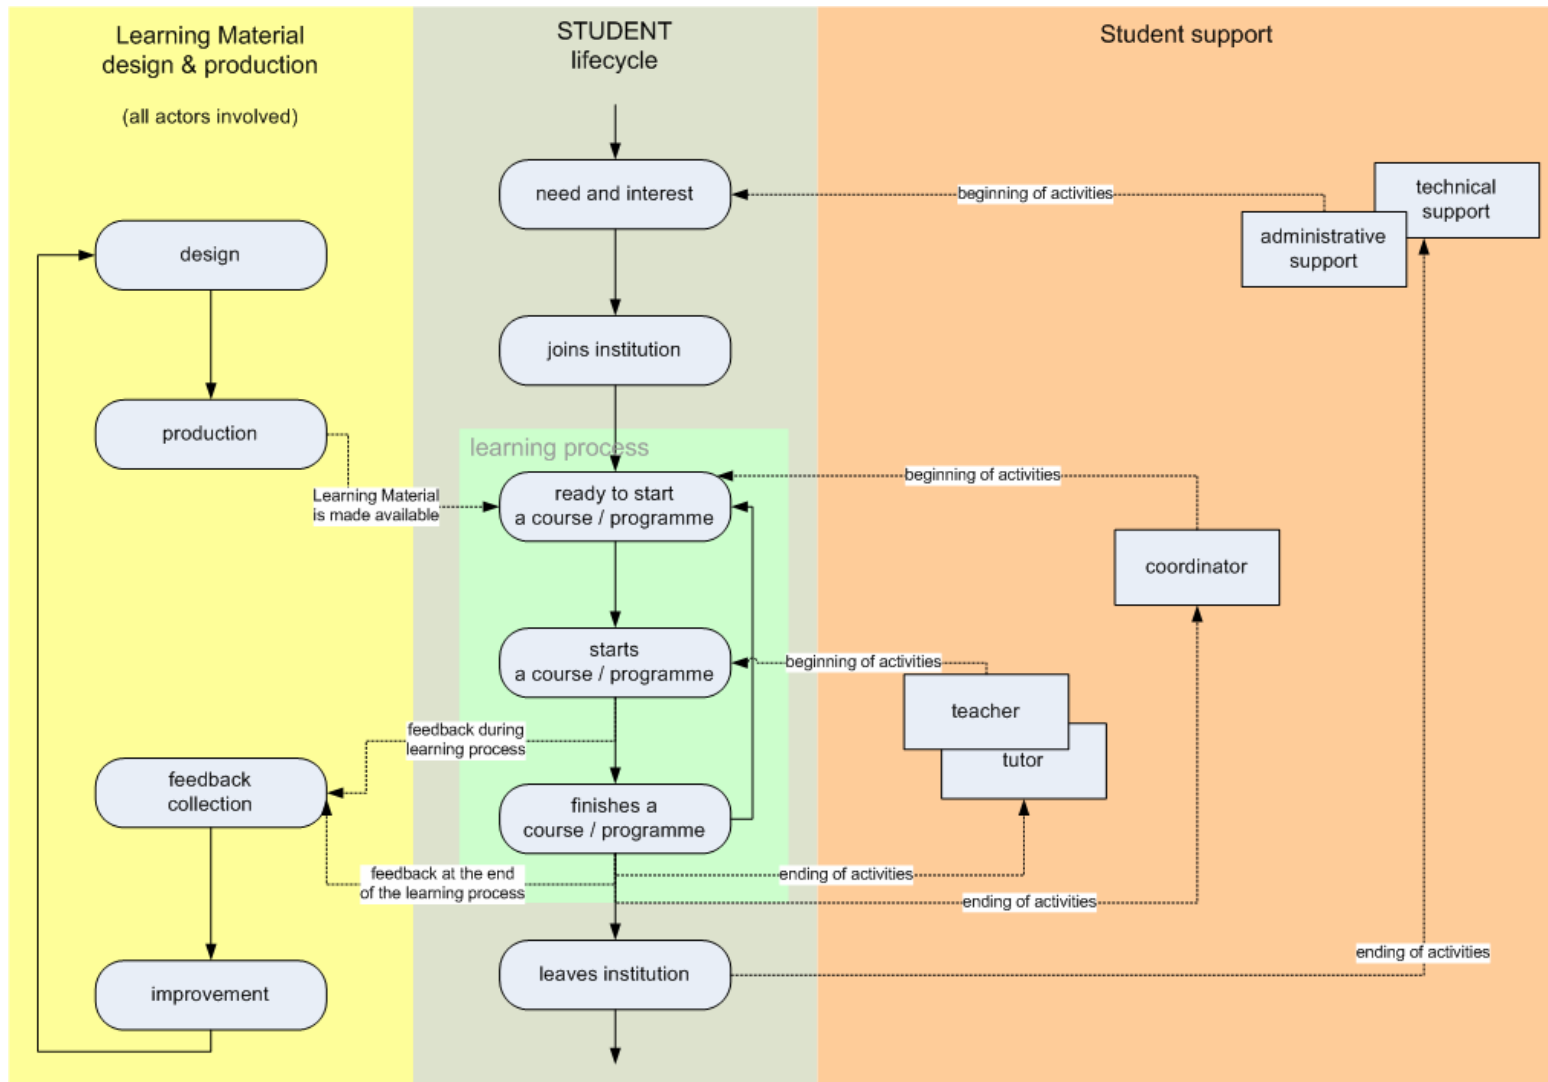 Learning Material
design & production
(all actors involved)
design
production
Learning Material
is made available
feedback
collection
improvement
STUDENT
lifecycle
need and interest
joins institution
learning process
ready to start
a course / programme
starts
a course / programme
feedback during
learning process
finishes a
course / programme
feedback at the end
of the learning process
leaves institution
Student support
beginning of activities
technical
support
administrative
support
beginning of activities
coordinator
beginning of activities
teacher
tutor
ending of activities
ending of activities
ending of activities